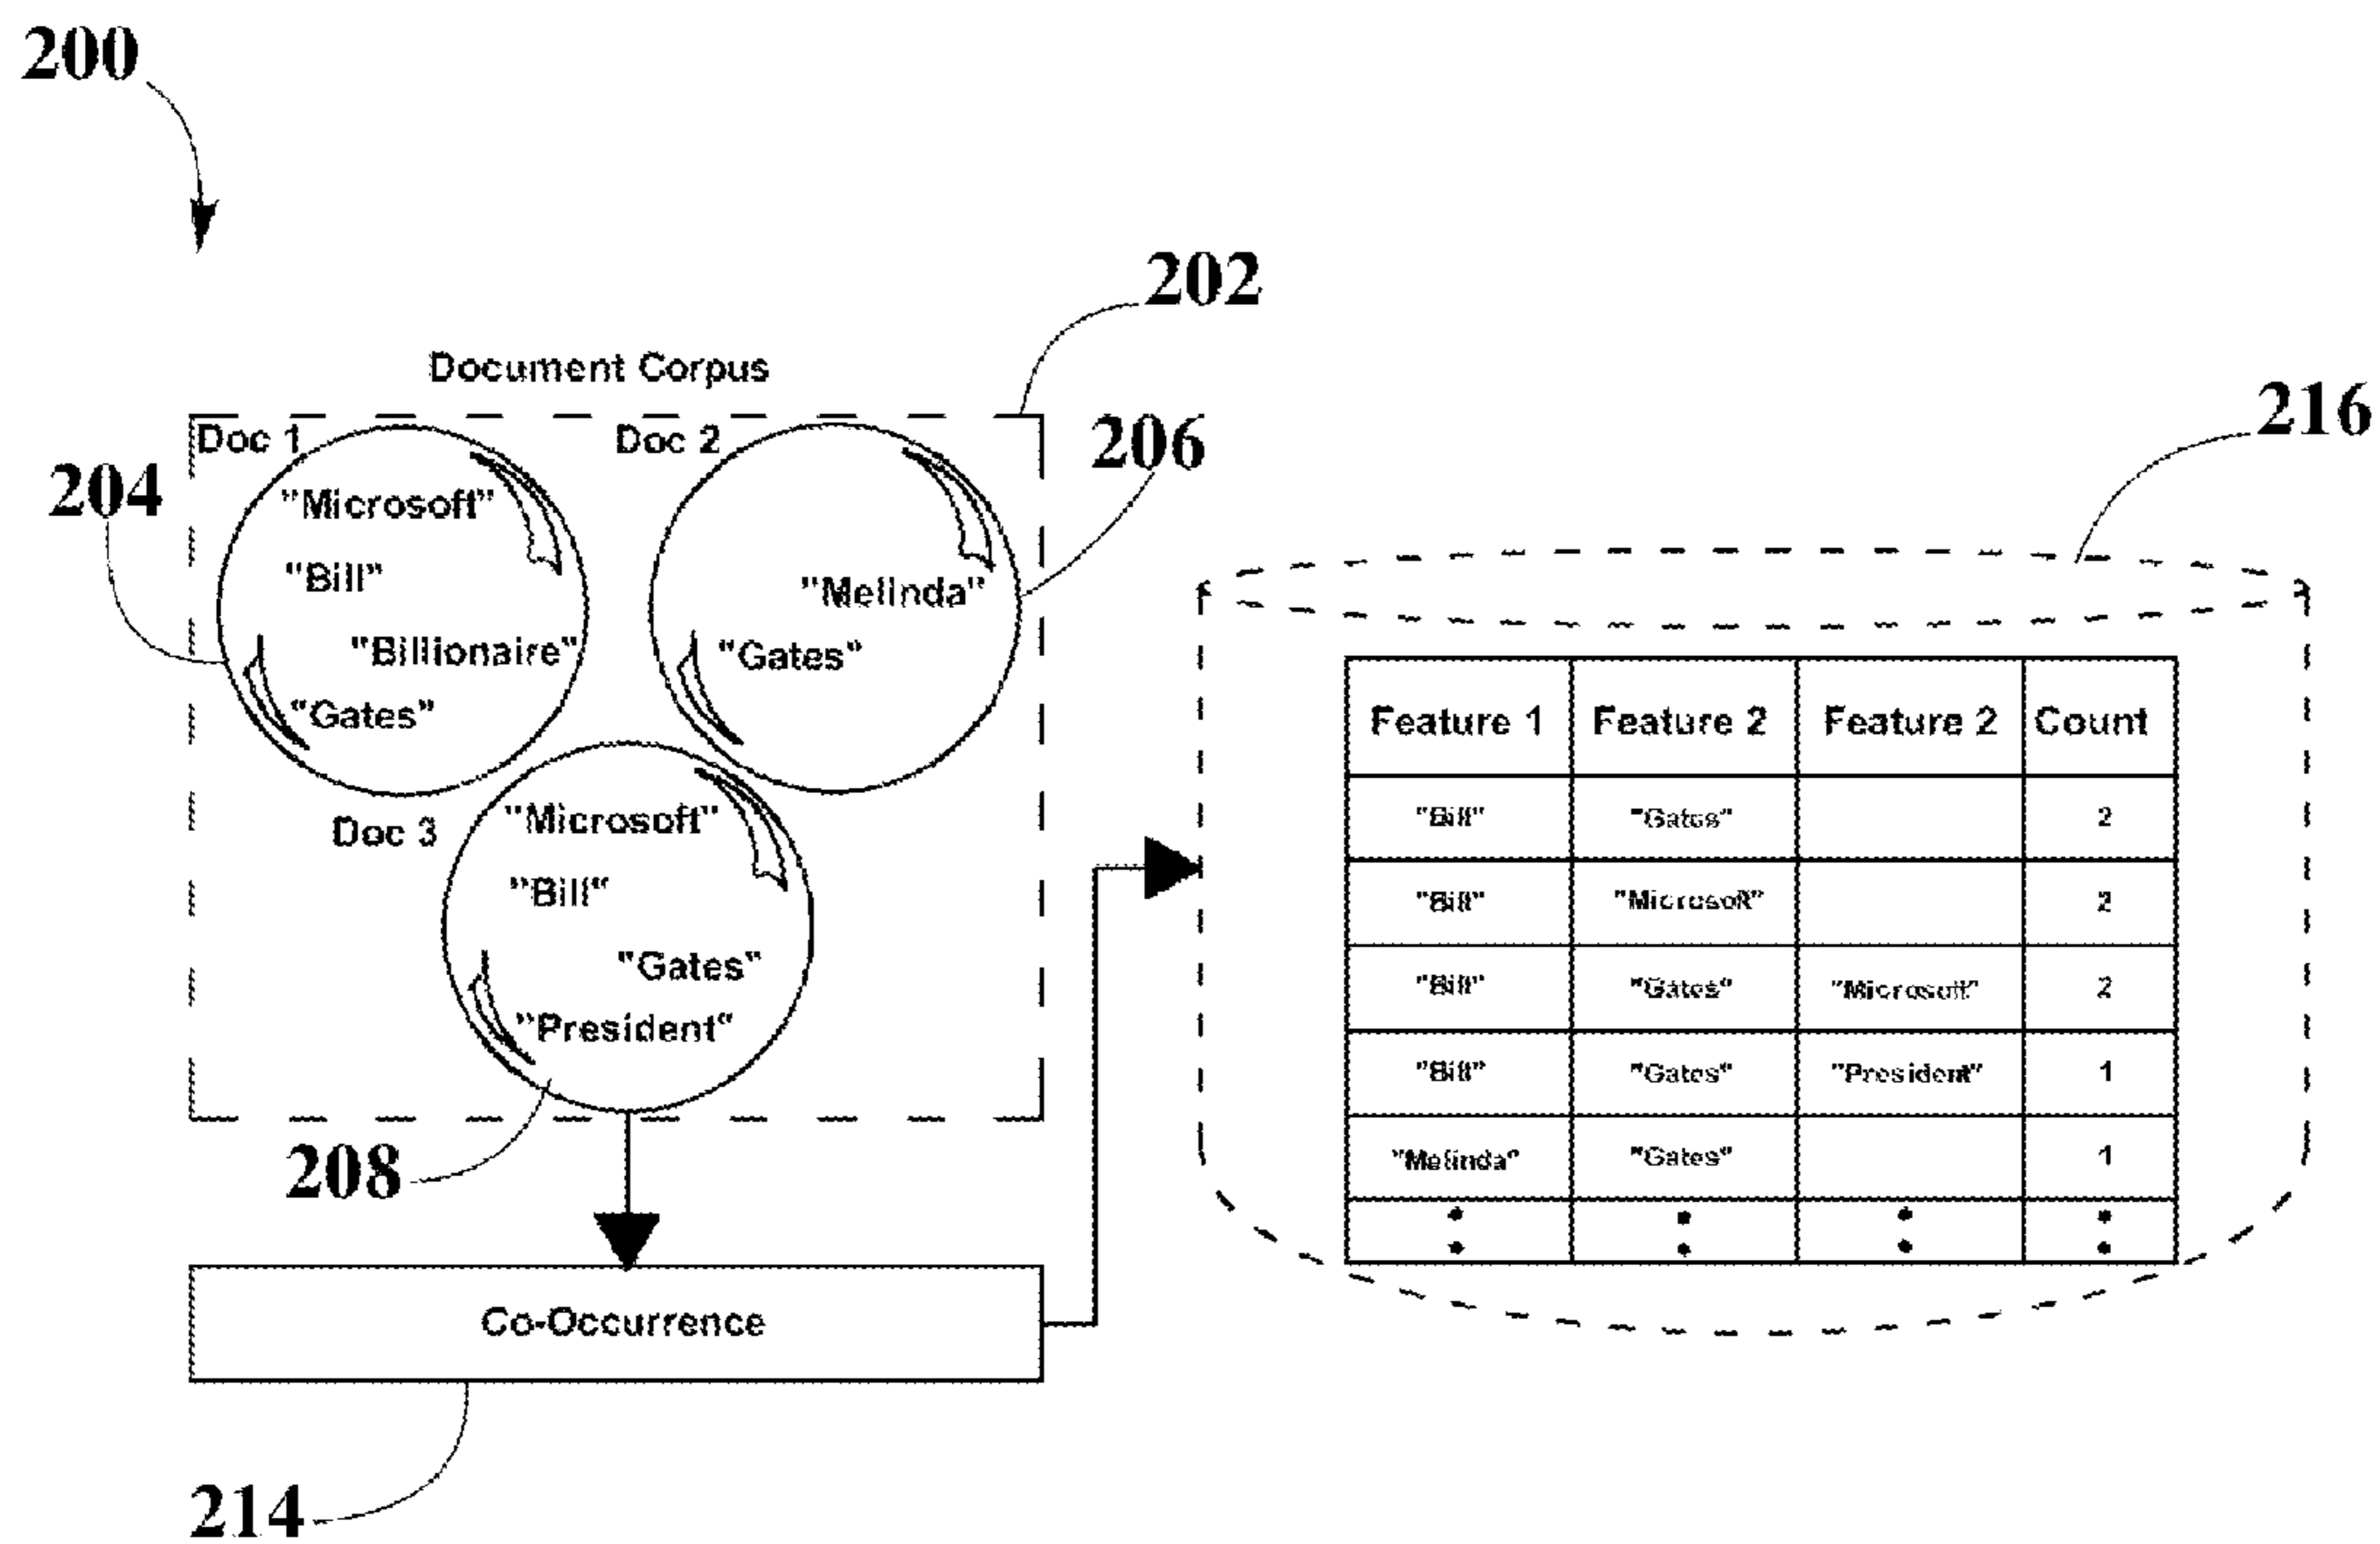 200
202
Document Corpus
216
Doc 1
Doc 2
206
204
"Microsoft"
"Bill"
"Billionaire"
"Gates"
"Melinda"
"Gates"
Doc 3
"Microsoft"
"Bill"
"Gates"
"President"
208
Co-Occurrence
214
Feature 1 Feature 2 Feature 2 Count
"Bill" "Gates" 2
"Bill" "Microsoft" 2
"Bill" "Gates" "Microsoft" 2
"Bill" "Gates" "President" 1
"Melinda" "Gates" 1